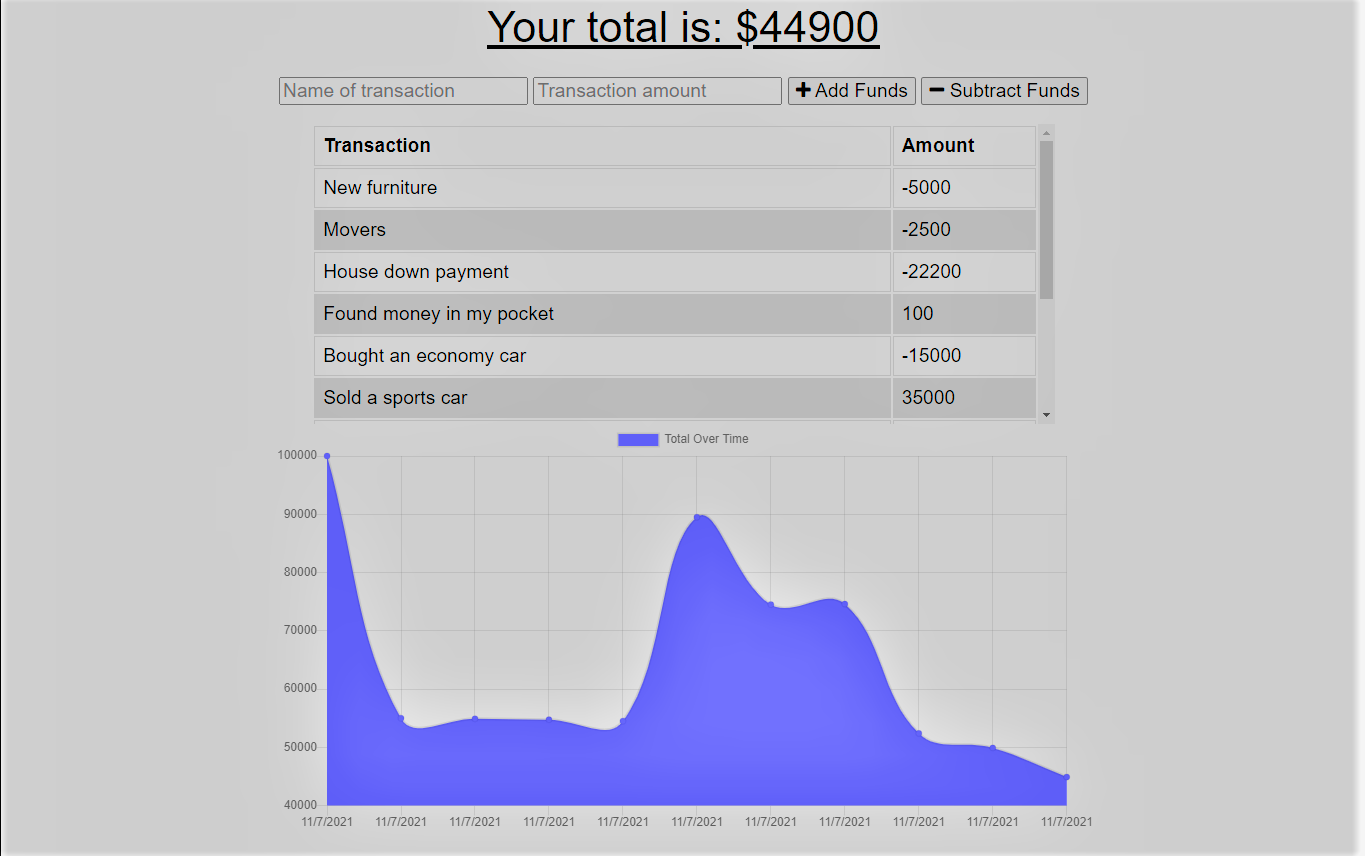 Your total is: $44900
Name of transaction Transaction amount Add Funds Subtract Funds
Transaction Amount
New furniture -5000
Movers -2500
House down payment -22200
Found money in my pocket 100
Bought an economy car -15000
Sold a sports car 35000
Total Over Time
100000
90000
80000
70000
60000
50000
40000
11/7/2021 11/7/2021 11/7/2021 11/7/2021 11/7/2021 11/7/2021 11/7/2021 11/7/2021 11/7/2021 11/7/2021 11/7/2021